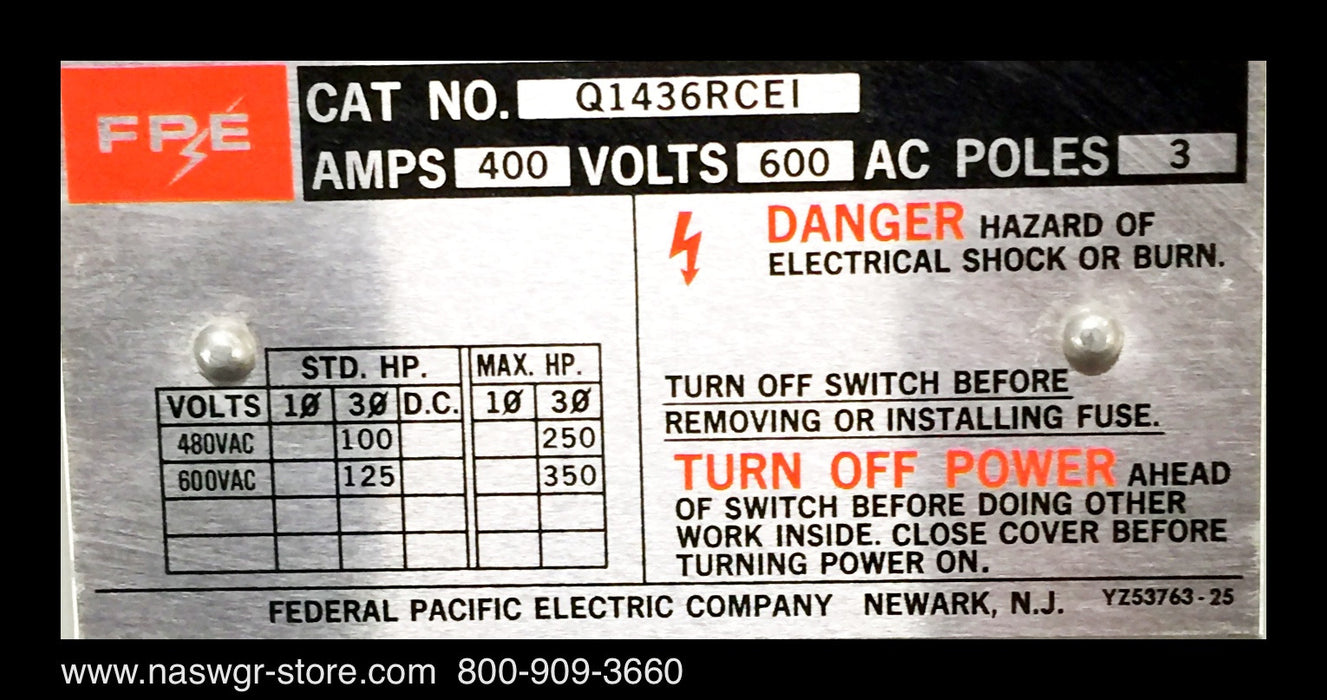 FPE
CAT NO. Q1436RCEI
AMPS 400 VOLTS 600 AC POLES 3
DANGER HAZARD OF
ELECTRICAL SHOCK OR BURN.
STD. HP. MAX. HP.
VOLTS 1Ø 3Ø D.C. 1Ø 3Ø
480VAC 100 250
600VAC 125 350
TURN OFF SWITCH BEFORE
REMOVING OR INSTALLING FUSE.
TURN OFF POWER AHEAD
OF SWITCH BEFORE DOING OTHER
WORK INSIDE. CLOSE COVER BEFORE
TURNING POWER ON.
FEDERAL PACIFIC ELECTRIC COMPANY NEWARK, N.J. YZ53763-25
www.naswgr-store.com 800-909-3660